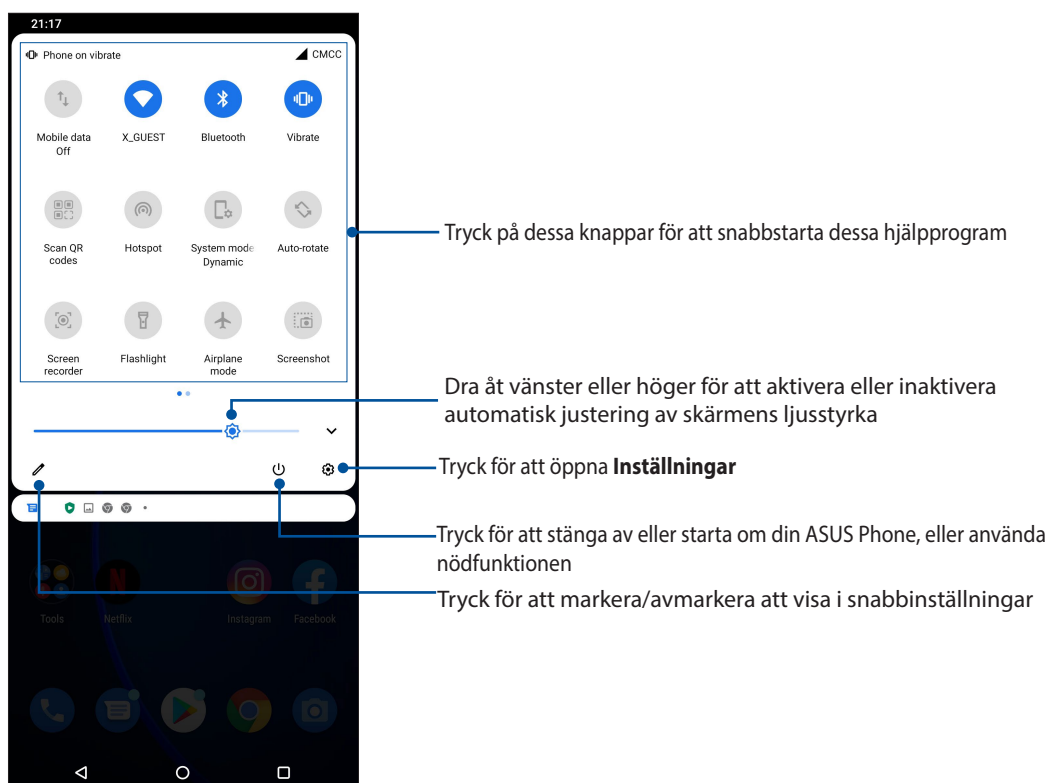 21:17
Phone on vibrate CMCC
Mobile data X_GUEST Bluetooth Vibrate
Off
Scan QR Hotspot System mode Auto-rotate
codes Dynamic
Tryck på dessa knappar för att snabbstarta dessa hjälpprogram
Screen Flashlight Airplane Screenshot
recorder mode
Dra åt vänster eller höger för att aktivera eller inaktivera
automatisk justering av skärmens ljusstyrka
Tryck för att öppna Inställningar
Tryck för att stänga av eller starta om din ASUS Phone, eller använda
nödfunktionen
Tryck för att markera/avmarkera att visa i snabbinställningar
Tools Netflix Instagram Facebook